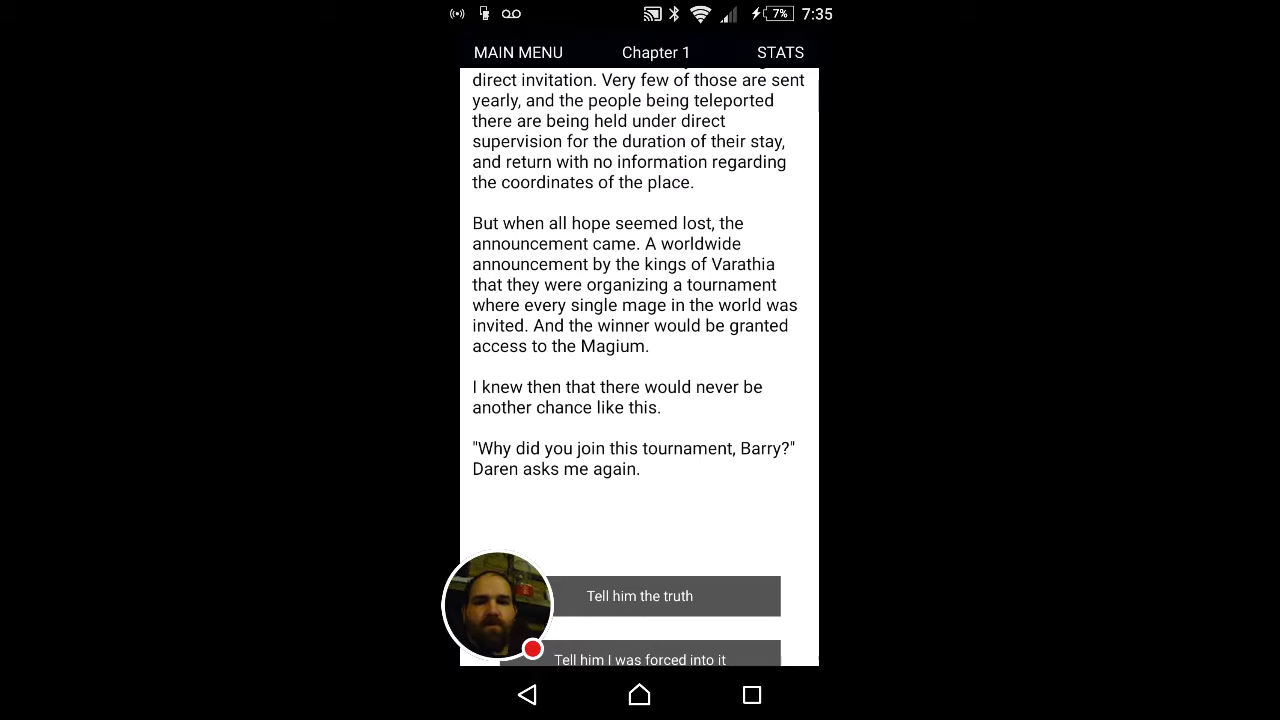 7% 7:35
MAIN MENU Chapter 1 STATS
direct invitation. Very few of those are sent
yearly, and the people being teleported
there are being held under direct
supervision for the duration of their stay,
and return with no information regarding
the coordinates of the place.
But when all hope seemed lost, the
announcement came. A worldwide
announcement by the kings of Varathia
that they were organizing a tournament
where every single mage in the world was
invited. And the winner would be granted
access to the Magium.
I knew then that there would never be
another chance like this.
"Why did you join this tournament, Barry?"
Daren asks me again.
Tell him the truth
Tell him I was forced into it